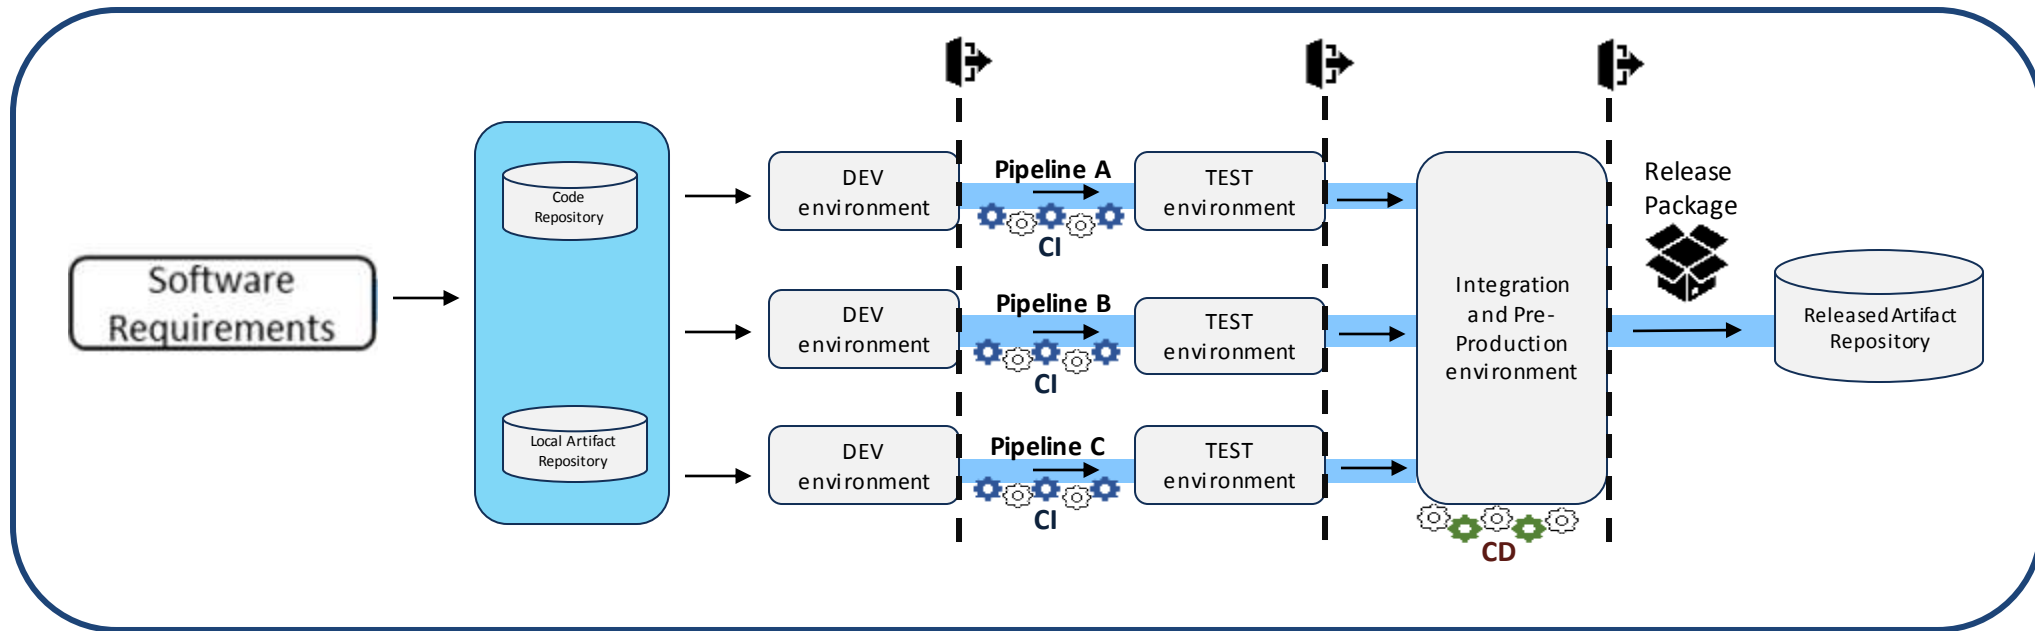 Software
Requirements
Code
Repository
Local Artifact
Repository
DEV
environment
Pipeline A
CI
TEST
environment
DEV
environment
Pipeline B
CI
TEST
environment
DEV
environment
Pipeline C
CI
TEST
environment
Integration
and Pre-
Production
environment
CD
Release
Package
Released Artifact
Repository